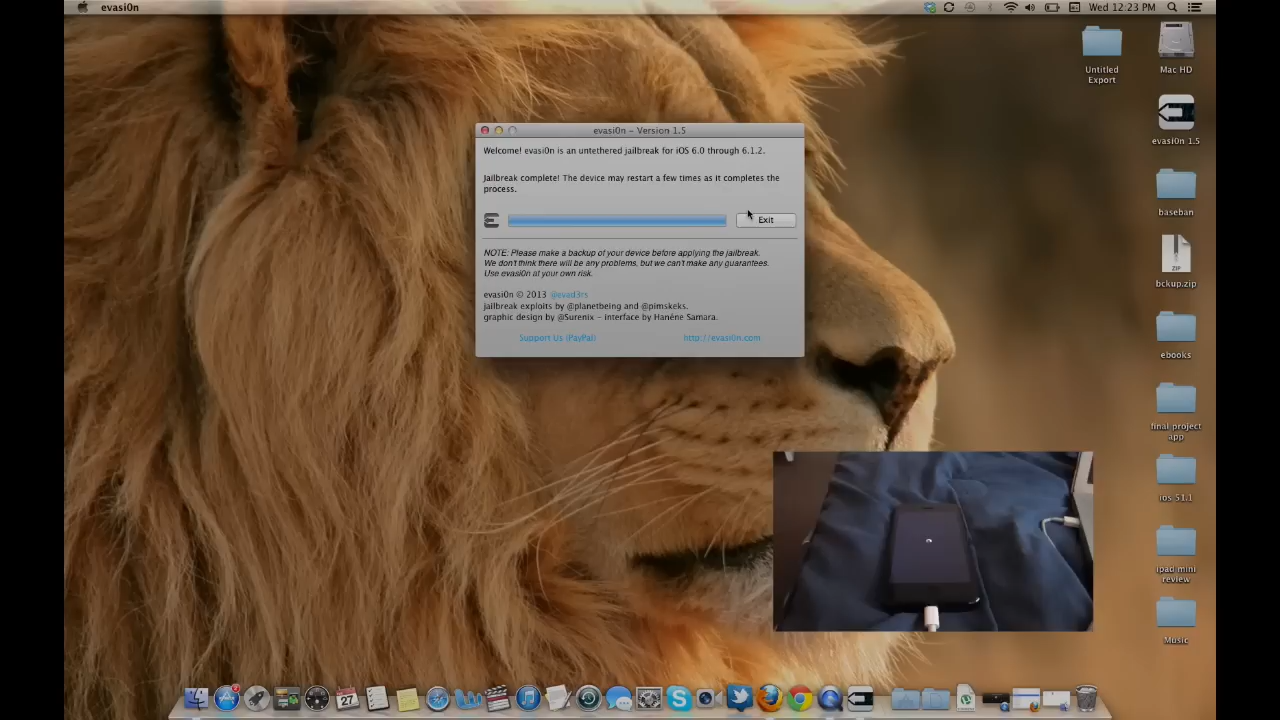 evasi0n
Wed 12:23 PM
Untitled
Export
Mac HD
evasi0n 1.5
baseban
ZIP
bckup.zip
ebooks
final project
app
ios 51.1
ipad mini
review
Music
evasi0n – Version 1.5
Welcome! evasi0n is an untethered jailbreak for iOS 6.0 through 6.1.2.
Jailbreak complete! The device may restart a few times as it completes the
process.
Exit
NOTE: Please make a backup of your device before applying the jailbreak.
We don't think there will be any problems, but we can't make any guarantees.
Use evasi0n at your own risk.
evasi0n © 2013 @evad3rs
jailbreak exploits by @planetbeing and @pimskeks.
graphic design by @Surenix – interface by Hanéne Samara.
Support Us (PayPal)
http://evasi0n.com
27